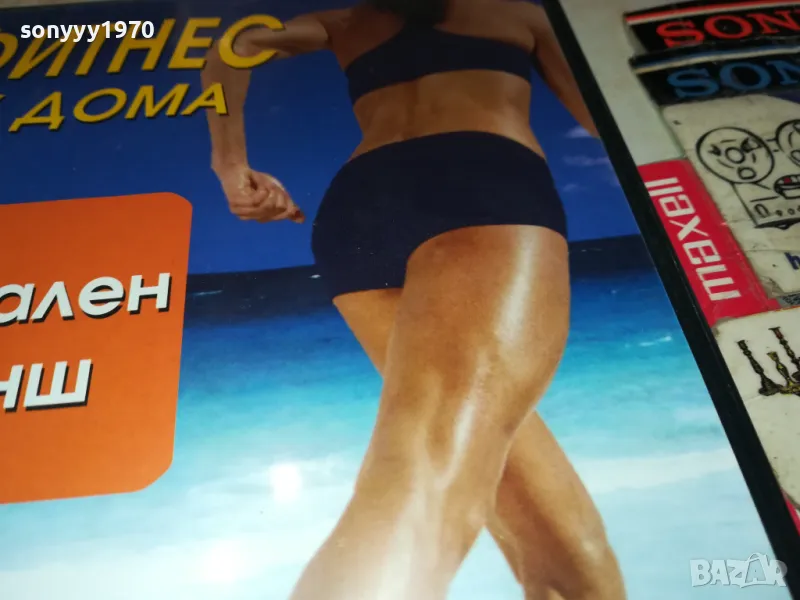 sonyyy1970
ФИТНЕС
ДОМА
ален
нш
SONY
SON
maxell
BAZAR